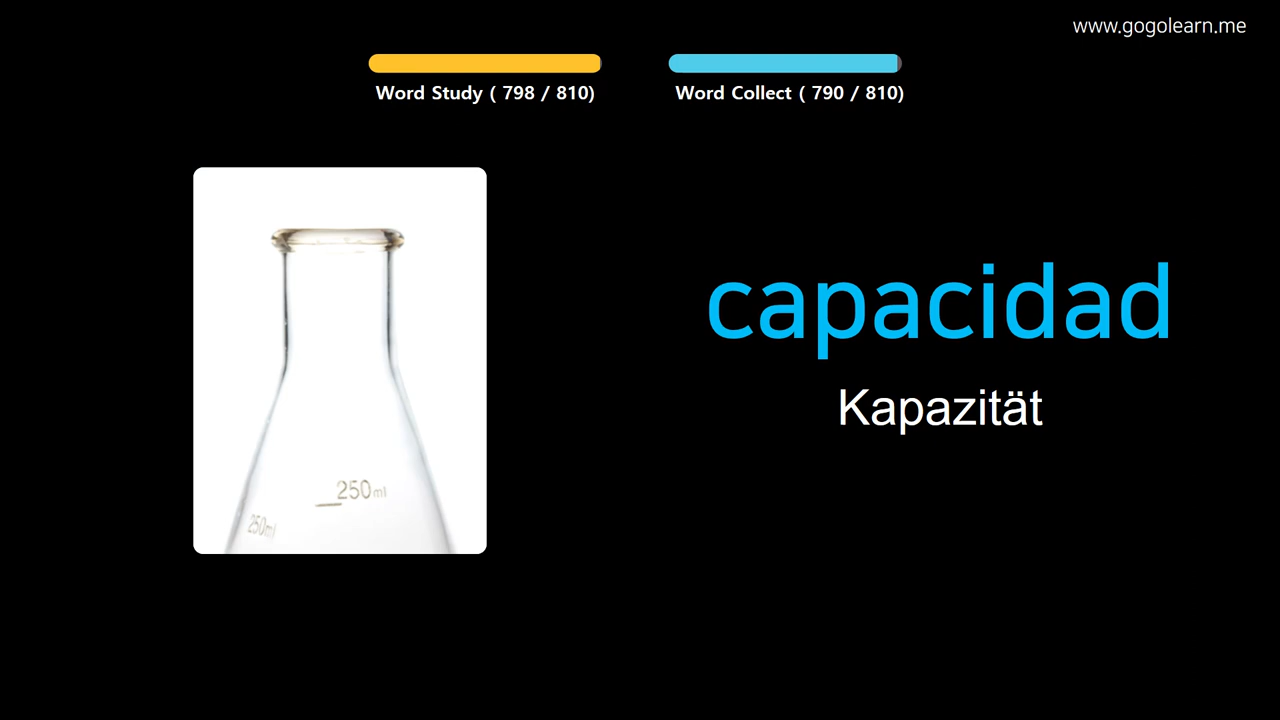 www.gogolearn.me
Word Study ( 798 / 810)
Word Collect ( 790 / 810)
capacidad
Kapazität
250ml
250ml